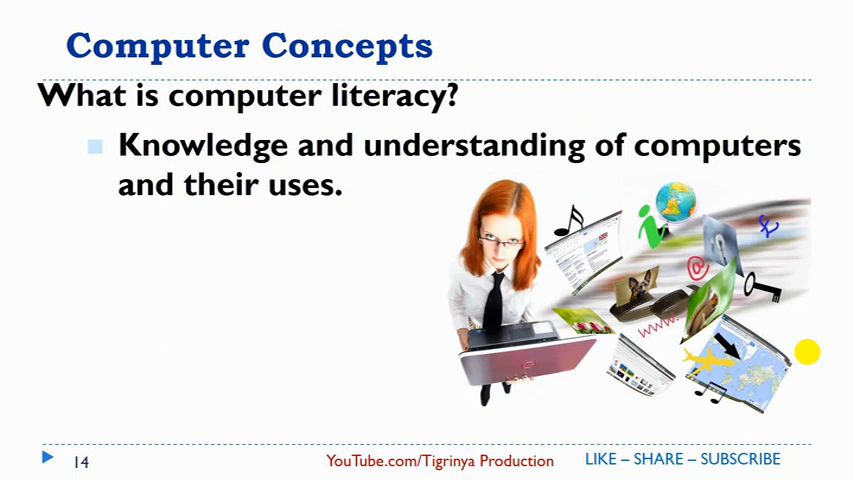 Computer Concepts
What is computer literacy?
Knowledge and understanding of computers
and their uses.
@
£
www.
14
YouTube.com/Tigrinya Production
LIKE – SHARE – SUBSCRIBE